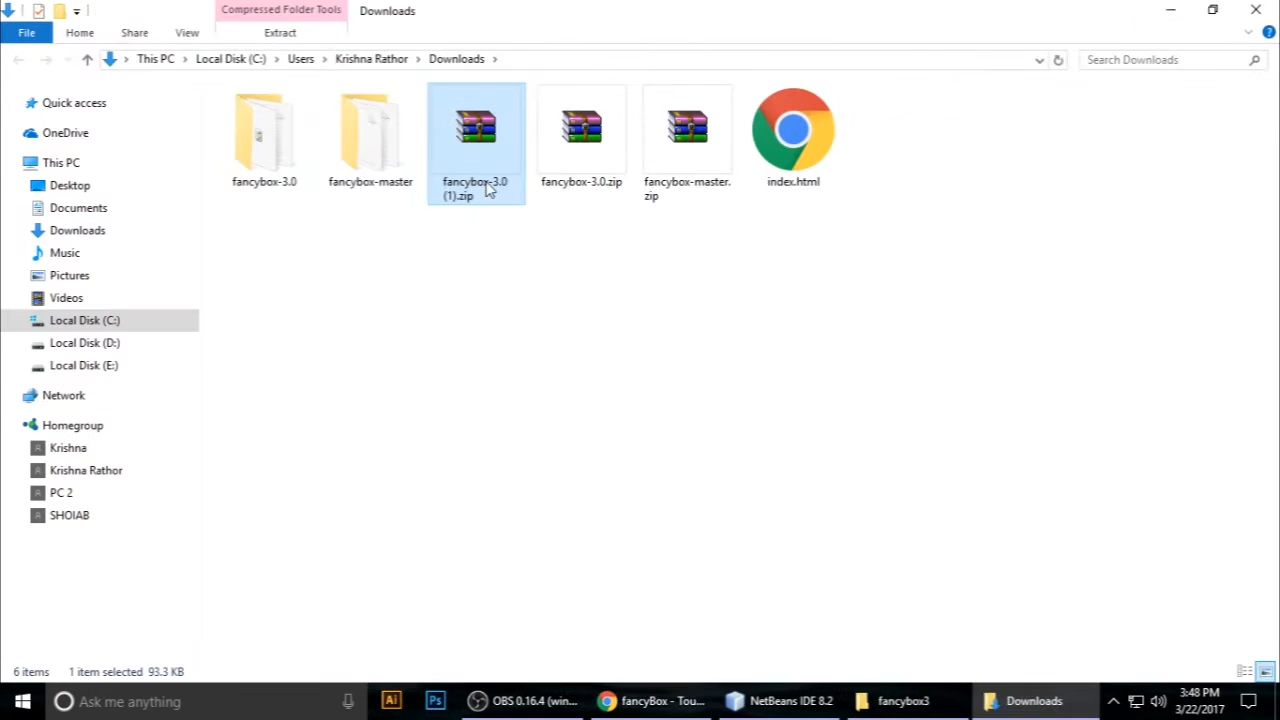 Compressed Folder Tools
Downloads
File
Home
Share
View
Extract
This PC
Local Disk (C:)
Users
Krishna Rathor
Downloads
Search Downloads
Quick access
OneDrive
This PC
Desktop
Documents
Downloads
Music
Pictures
Videos
Local Disk (C:)
Local Disk (D:)
Local Disk (E:)
Network
Homegroup
Krishna
Krishna Rathor
PC 2
SHOIAB
fancybox-3.0
fancybox-master
fancybox-3.0
(1).zip
fancybox-3.0.zip
fancybox-master.
zip
index.html
6 items
1 item selected 93.3 KB
Ask me anything
Ai
Ps
OBS 0.16.4 (win...
fancyBox - Tou...
NetBeans IDE 8.2
fancybox3
Downloads
3:48 PM
3/22/2017